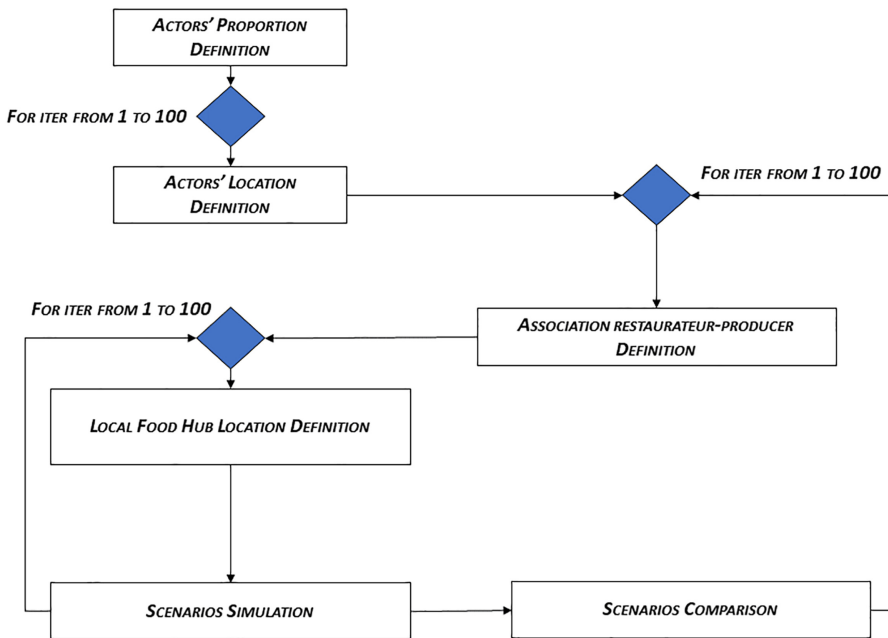 ACTORS' PROPORTION
DEFINITION
FOR ITER FROM 1 TO 100
ACTORS' LOCATION
DEFINITION
FOR ITER FROM 1 TO 100
FOR ITER FROM 1 TO 100
ASSOCIATION RESTAURATEUR-PRODUCER
DEFINITION
LOCAL FOOD HUB LOCATION DEFINITION
SCENARIOS SIMULATION
SCENARIOS COMPARISON